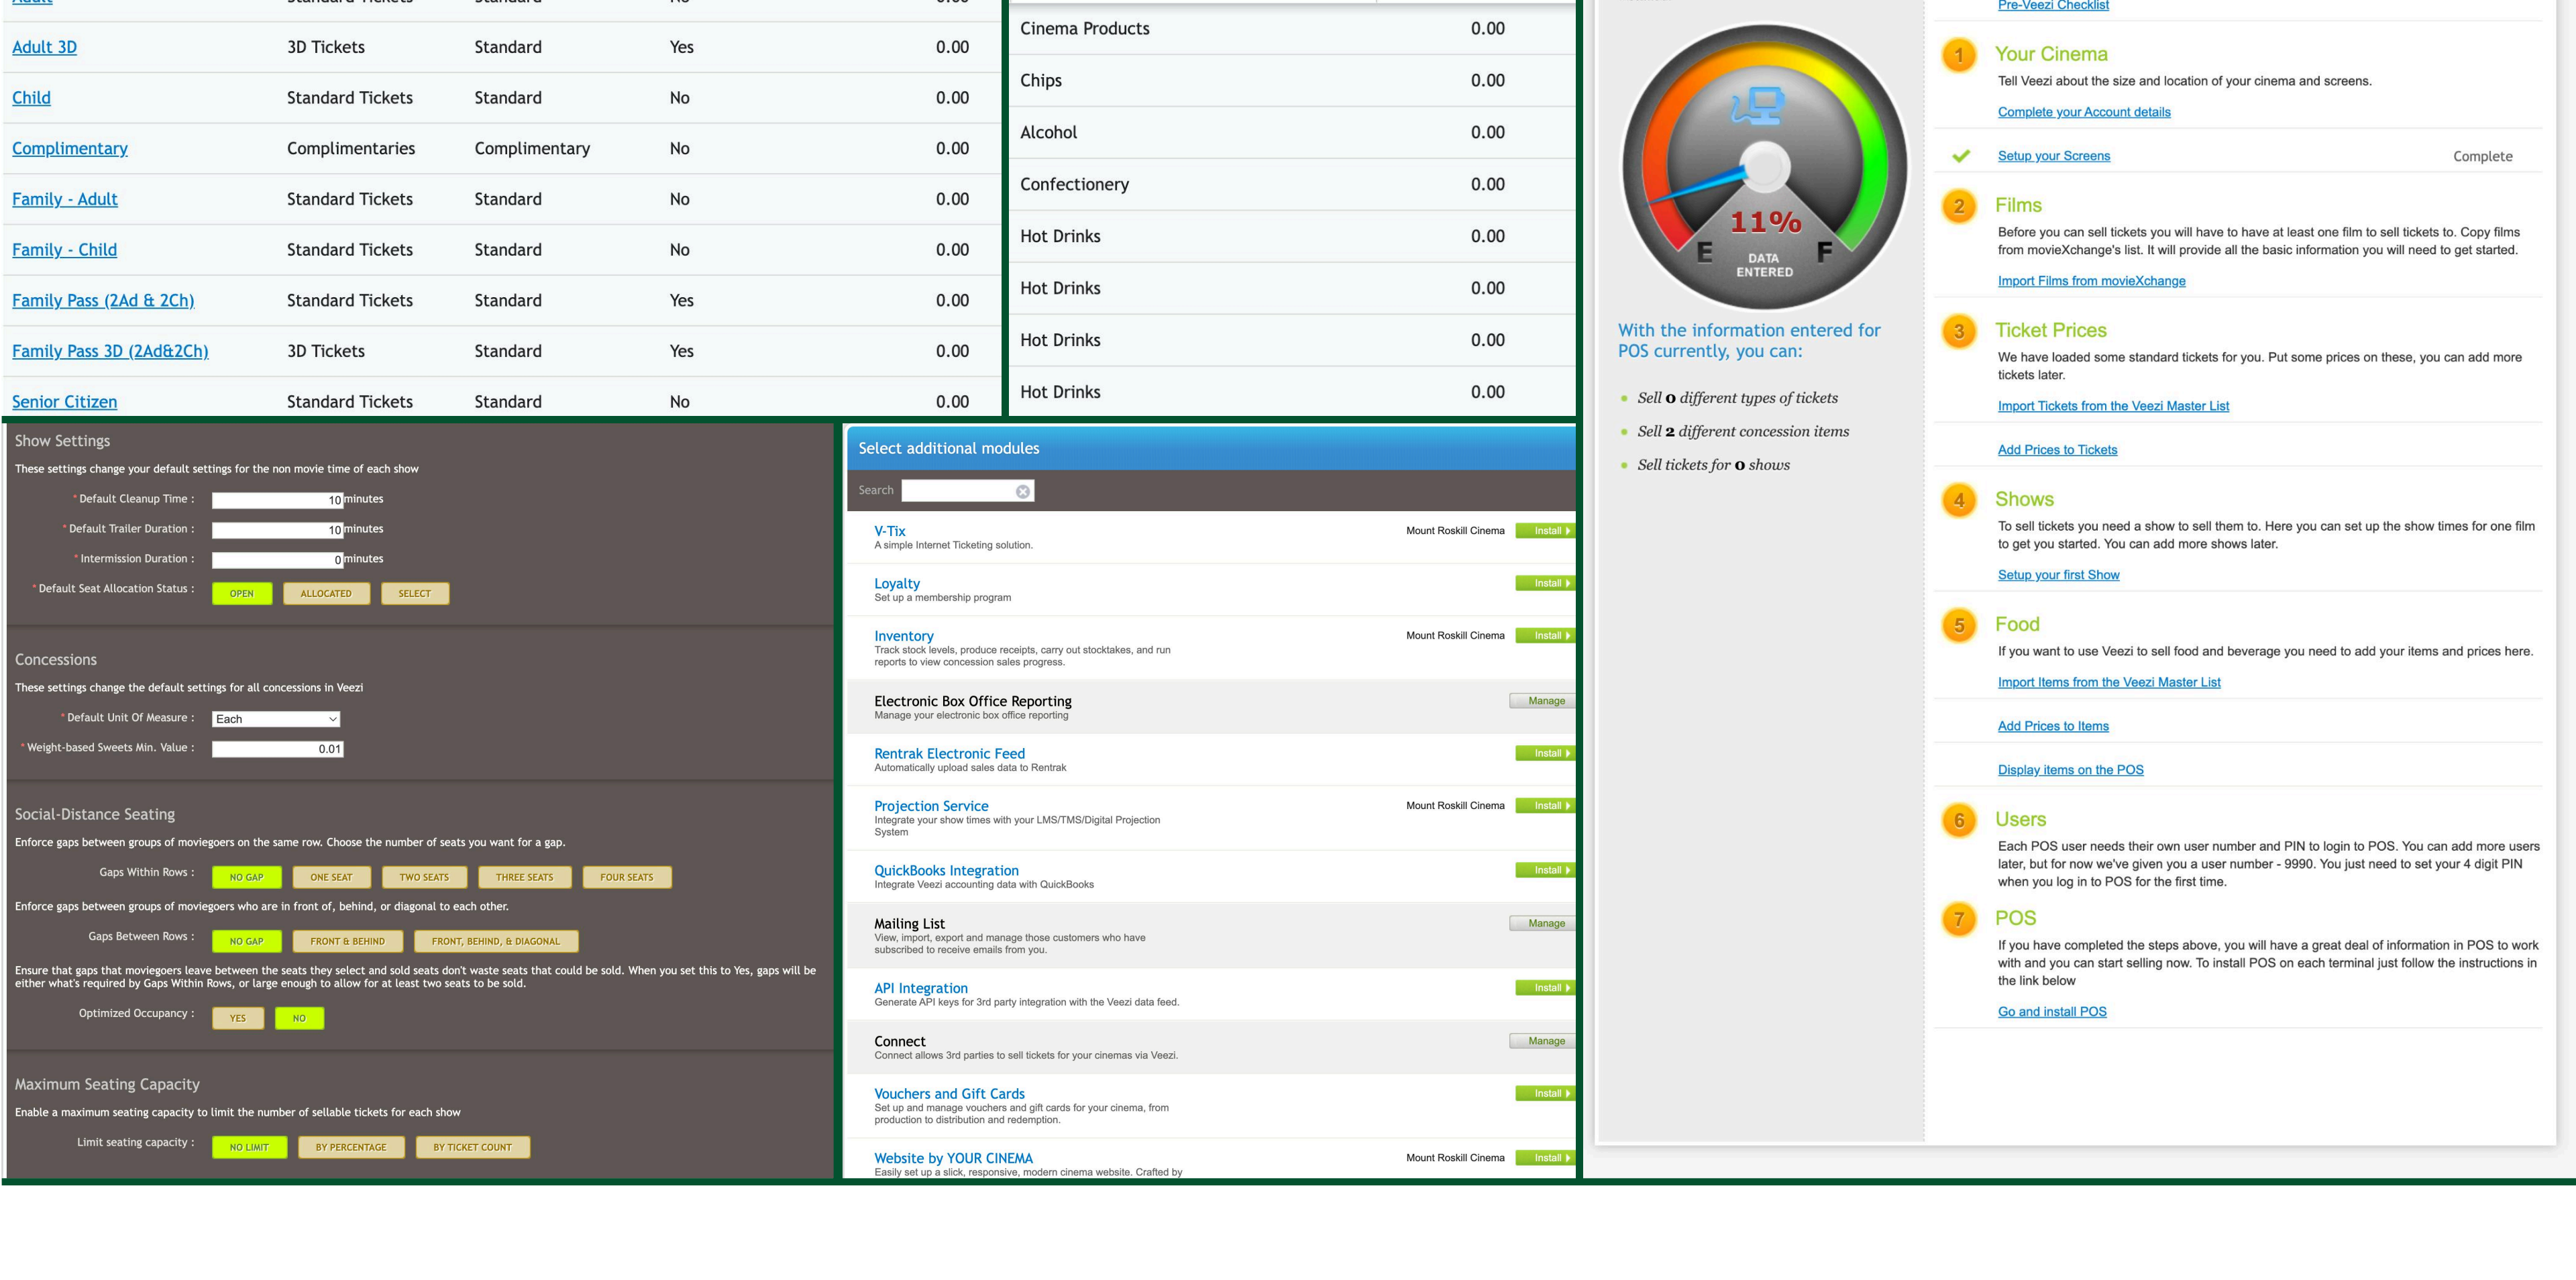 Adult Standard Tickets Standard No 0.00
Adult 3D 3D Tickets Standard Yes 0.00
Child Standard Tickets Standard No 0.00
Complimentary Complimentaries Complimentary No 0.00
Family - Adult Standard Tickets Standard No 0.00
Family - Child Standard Tickets Standard No 0.00
Family Pass (2Ad & 2Ch) Standard Tickets Standard Yes 0.00
Family Pass 3D (2Ad&2Ch) 3D Tickets Standard Yes 0.00
Senior Citizen Standard Tickets Standard No 0.00
Cinema Products 0.00
Chips 0.00
Alcohol 0.00
Confectionery 0.00
Hot Drinks 0.00
Hot Drinks 0.00
Hot Drinks 0.00
Hot Drinks 0.00
Show Settings
These settings change your default settings for the non movie time of each show
* Default Cleanup Time : 10 minutes
* Default Trailer Duration : 10 minutes
* Intermission Duration : 0 minutes
* Default Seat Allocation Status : OPEN ALLOCATED SELECT
Concessions
These settings change the default settings for all concessions in Veezi
* Default Unit Of Measure : Each
* Weight-based Sweets Min. Value : 0.01
Social-Distance Seating
Enforce gaps between groups of moviegoers on the same row. Choose the number of seats you want for a gap.
Gaps Within Rows : NO GAP ONE SEAT TWO SEATS THREE SEATS FOUR SEATS
Enforce gaps between groups of moviegoers who are in front of, behind, or diagonal to each other.
Gaps Between Rows : NO GAP FRONT & BEHIND FRONT, BEHIND, & DIAGONAL
Ensure that gaps that moviegoers leave between the seats they select and sold seats don't waste seats that could be sold. When you set this to Yes, gaps will be
either what's required by Gaps Within Rows, or large enough to allow for at least two seats to be sold.
Optimized Occupancy : YES NO
Maximum Seating Capacity
Enable a maximum seating capacity to limit the number of sellable tickets for each show
Limit seating capacity : NO LIMIT BY PERCENTAGE BY TICKET COUNT
Select additional modules
Search
V-Tix Mount Roskill Cinema Install
A simple Internet Ticketing solution.
Loyalty Install
Set up a membership program
Inventory Mount Roskill Cinema Install
Track stock levels, produce receipts, carry out stocktakes, and run
reports to view concession sales progress.
Electronic Box Office Reporting Manage
Manage your electronic box office reporting
Rentrak Electronic Feed Install
Automatically upload sales data to Rentrak
Projection Service Mount Roskill Cinema Install
Integrate your show times with your LMS/TMS/Digital Projection
System
QuickBooks Integration Install
Integrate Veezi accounting data with QuickBooks
Mailing List Manage
View, import, export and manage those customers who have
subscribed to receive emails from you.
API Integration Install
Generate API keys for 3rd party integration with the Veezi data feed.
Connect Manage
Connect allows 3rd parties to sell tickets for your cinemas via Veezi.
Vouchers and Gift Cards Install
Set up and manage vouchers and gift cards for your cinema, from
production to distribution and redemption.
Website by YOUR CINEMA Mount Roskill Cinema Install
Easily set up a slick, responsive, modern cinema website. Crafted by
11%
E F
DATA
ENTERED
With the information entered for
POS currently, you can:
Sell 0 different types of tickets
Sell 2 different concession items
Sell tickets for 0 shows
Pre-Veezi Checklist
1 Your Cinema
Tell Veezi about the size and location of your cinema and screens.
Complete your Account details
Setup your Screens Complete
2 Films
Before you can sell tickets you will have to have at least one film to sell tickets to. Copy films
from movieXchange's list. It will provide all the basic information you will need to get started.
Import Films from movieXchange
3 Ticket Prices
We have loaded some standard tickets for you. Put some prices on these, you can add more
tickets later.
Import Tickets from the Veezi Master List
Add Prices to Tickets
4 Shows
To sell tickets you need a show to sell them to. Here you can set up the show times for one film
to get you started. You can add more shows later.
Setup your first Show
5 Food
If you want to use Veezi to sell food and beverage you need to add your items and prices here.
Import Items from the Veezi Master List
Add Prices to Items
Display items on the POS
6 Users
Each POS user needs their own user number and PIN to login to POS. You can add more users
later, but for now we've given you a user number - 9990. You just need to set your 4 digit PIN
when you log in to POS for the first time.
7 POS
If you have completed the steps above, you will have a great deal of information in POS to work
with and you can start selling now. To install POS on each terminal just follow the instructions in
the link below
Go and install POS